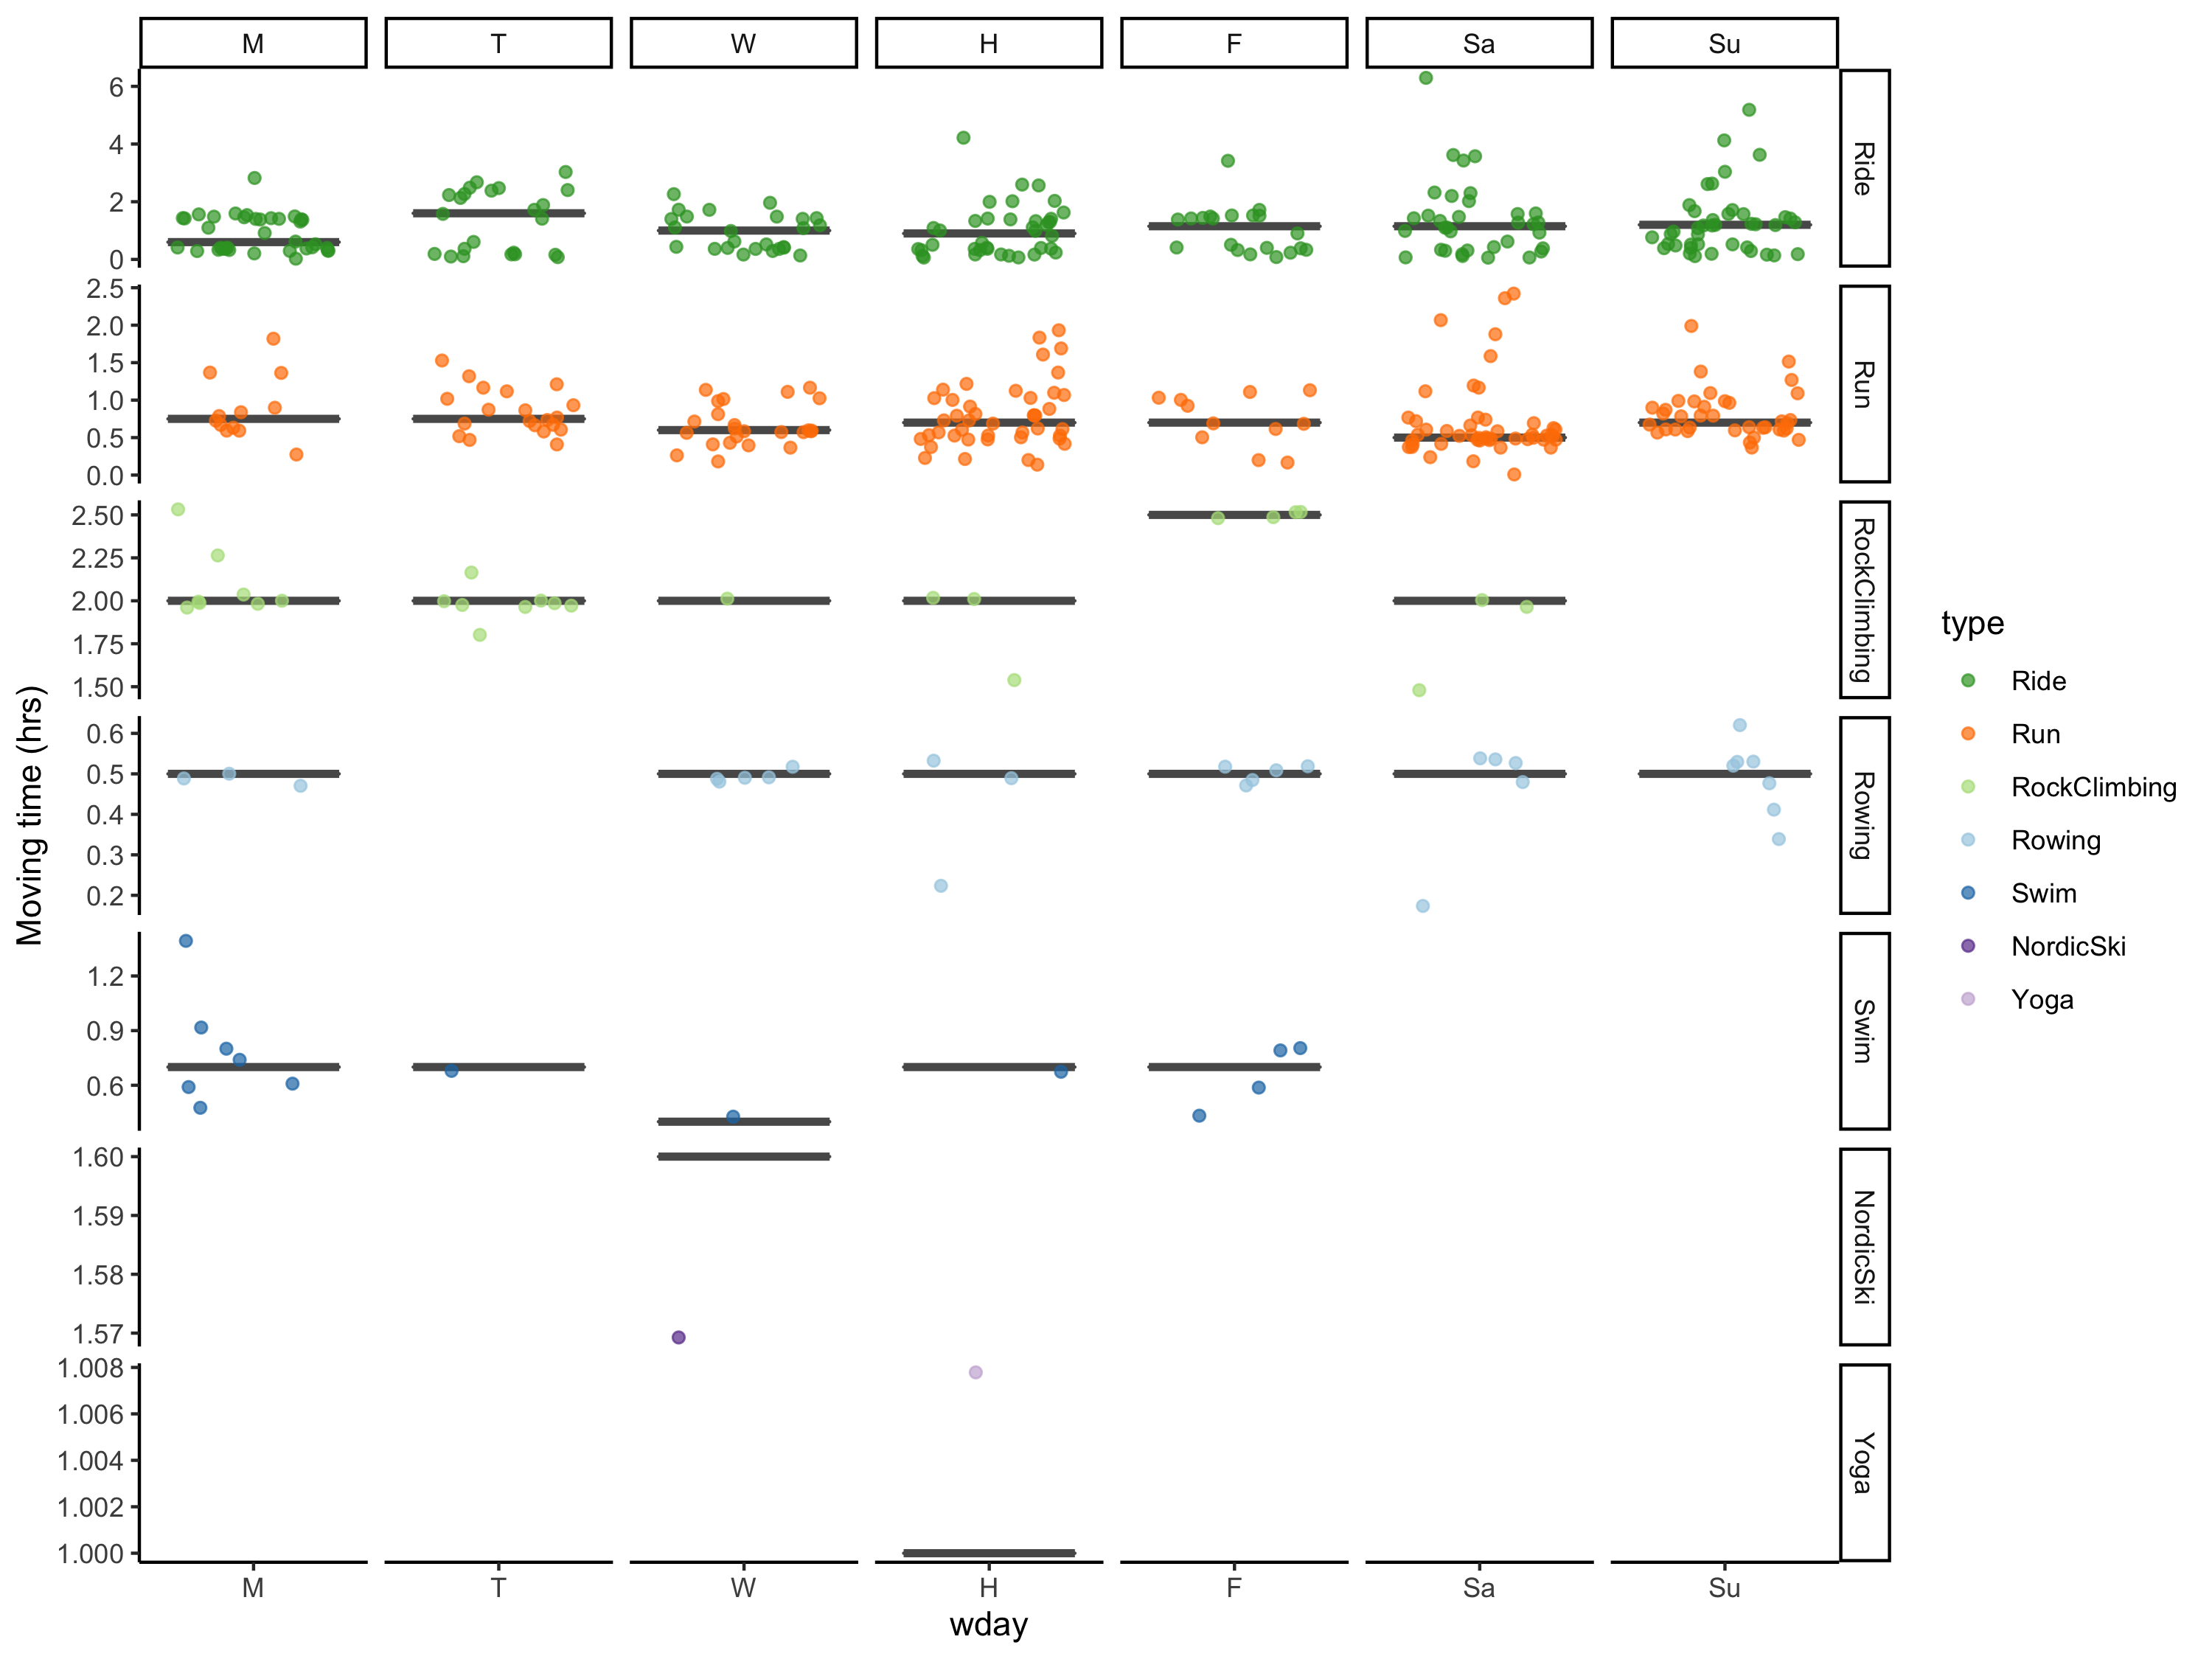 M T W H F Sa Su
6
4
2
0
Ride
2.5
2.0
1.5
1.0
0.5
0.0
Run
2.50
2.25
2.00
1.75
1.50
RockClimbing
0.6
0.5
0.4
0.3
0.2
Rowing
1.2
0.9
0.6
Swim
1.60
1.59
1.58
1.57
NordicSki
1.008
1.006
1.004
1.002
1.000
Yoga
M T W H F Sa Su
wday
Moving time (hrs)
type
Ride
Run
RockClimbing
Rowing
Swim
NordicSki
Yoga